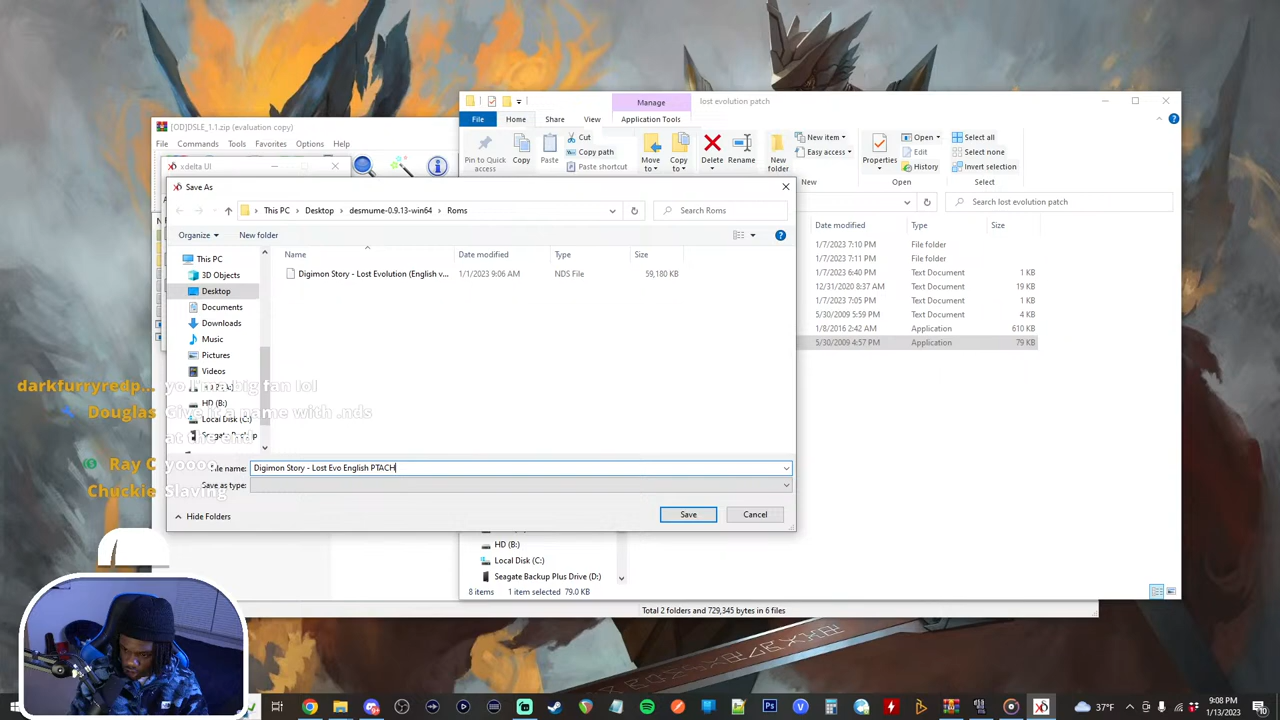 [OD]DSLE_1.1.zip (evaluation copy)
File Commands Tools Favorites Options Help
xdelta UI
Manage lost evolution patch
File Home Share View Application Tools
Pin to Quick access
Copy
Paste
Cut
Copy path
Paste shortcut
Move to
Copy to
Delete
Rename
New folder
New item
Easy access
New
Properties
Open
Edit
History
Open
Select all
Select none
Invert selection
Select
Search lost evolution patch
Date modified Type Size
1/7/2023 7:10 PM File folder
1/7/2023 7:11 PM File folder
1/7/2023 6:40 PM Text Document 1 KB
12/31/2020 8:37 AM Text Document 19 KB
1/7/2023 7:05 PM Text Document 1 KB
5/30/2009 5:59 PM Text Document 4 KB
1/8/2016 2:42 AM Application 610 KB
5/30/2009 4:57 PM Application 79 KB
Save As
This PC Desktop desmume-0.9.13-win64 Roms
Search Roms
Organize New folder
Name Date modified Type Size
Digimon Story - Lost Evolution (English v... 1/1/2023 9:06 AM NDS File 59,180 KB
This PC
3D Objects
Desktop
Documents
Downloads
Music
Pictures
Videos
HD (B:)
Local Disk (C:)
Seagate Backup
File name: Digimon Story - Lost Evo English PTACH
Save as type:
Hide Folders
Save Cancel
darkfurryredp... yo I'm a big fan lol
Douglas Give it a name with .nds
at the end
Ray C yoooo
Chuckie Slaving
HD (B:)
Local Disk (C:)
Seagate Backup Plus Drive (D:)
8 items 1 item selected 79.0 KB
Total 2 folders and 729,345 bytes in 6 files
37°F
9:08 PM
1/13/2023